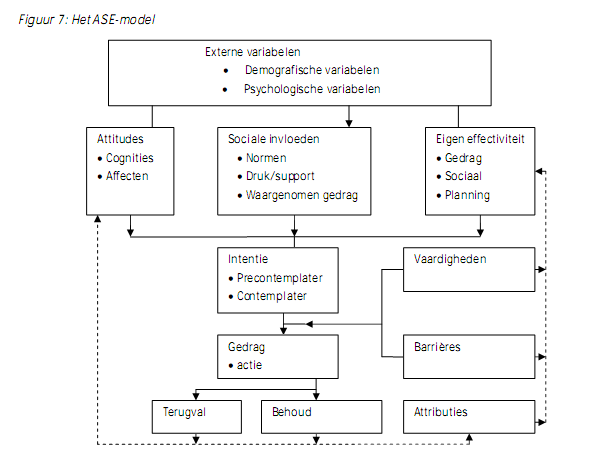 Figuur 7: Het ASE-model
Externe variabelen
• Demografische variabelen
• Psychologische variabelen
Attitudes
• Cognities
• Affecten
Sociale invloeden
• Normen
• Druk/support
• Waargenomen gedrag
Eigen effectiviteit
• Gedrag
• Sociaal
• Planning
Intentie
• Precontemplater
• Contemplater
Vaardigheden
Gedrag
• actie
Barrières
Terugval
Behoud
Attributies